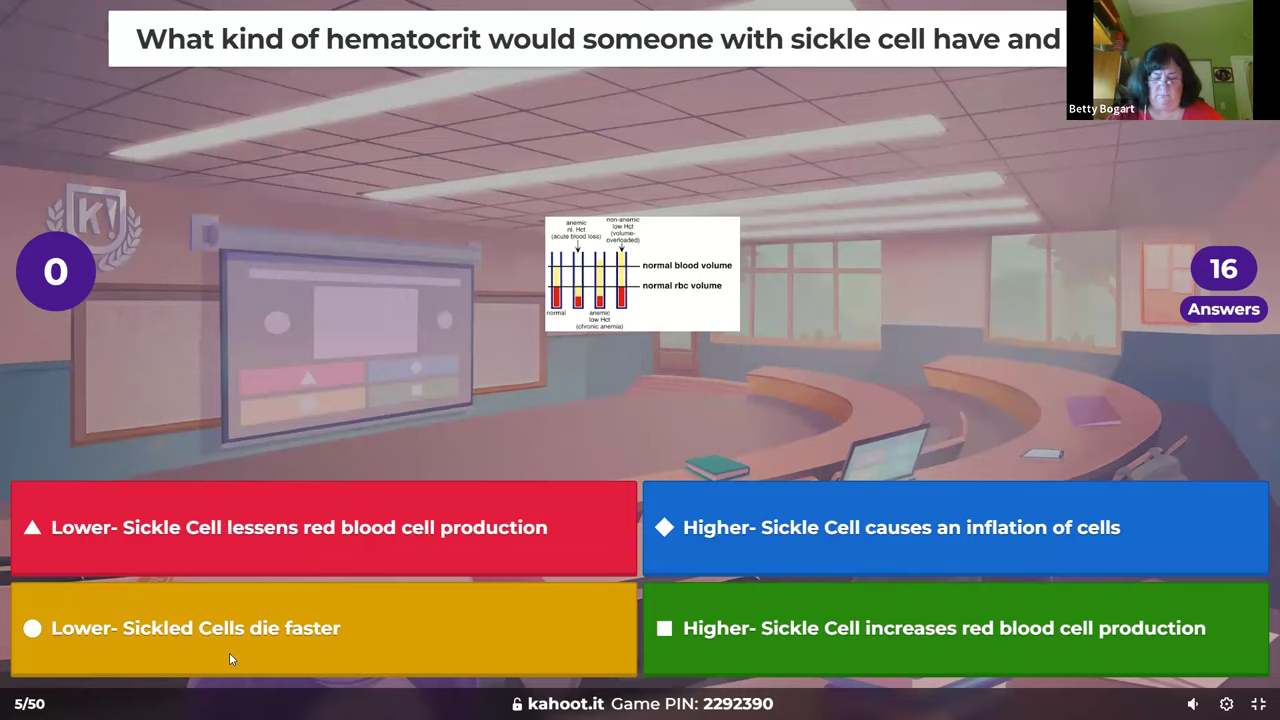 What kind of hematocrit would someone with sickle cell have and
Betty Bogart
K!
0
16
Answers
anemic
nl. Hct
(acute blood loss)
non-anemic
low Hct
(volume-
overloaded)
normal blood volume
normal rbc volume
normal
anemic
low Hct
(chronic anemia)
Lower- Sickle Cell lessens red blood cell production
Higher- Sickle Cell causes an inflation of cells
Lower- Sickled Cells die faster
Higher- Sickle Cell increases red blood cell production
5/50
kahoot.it Game PIN: 2292390